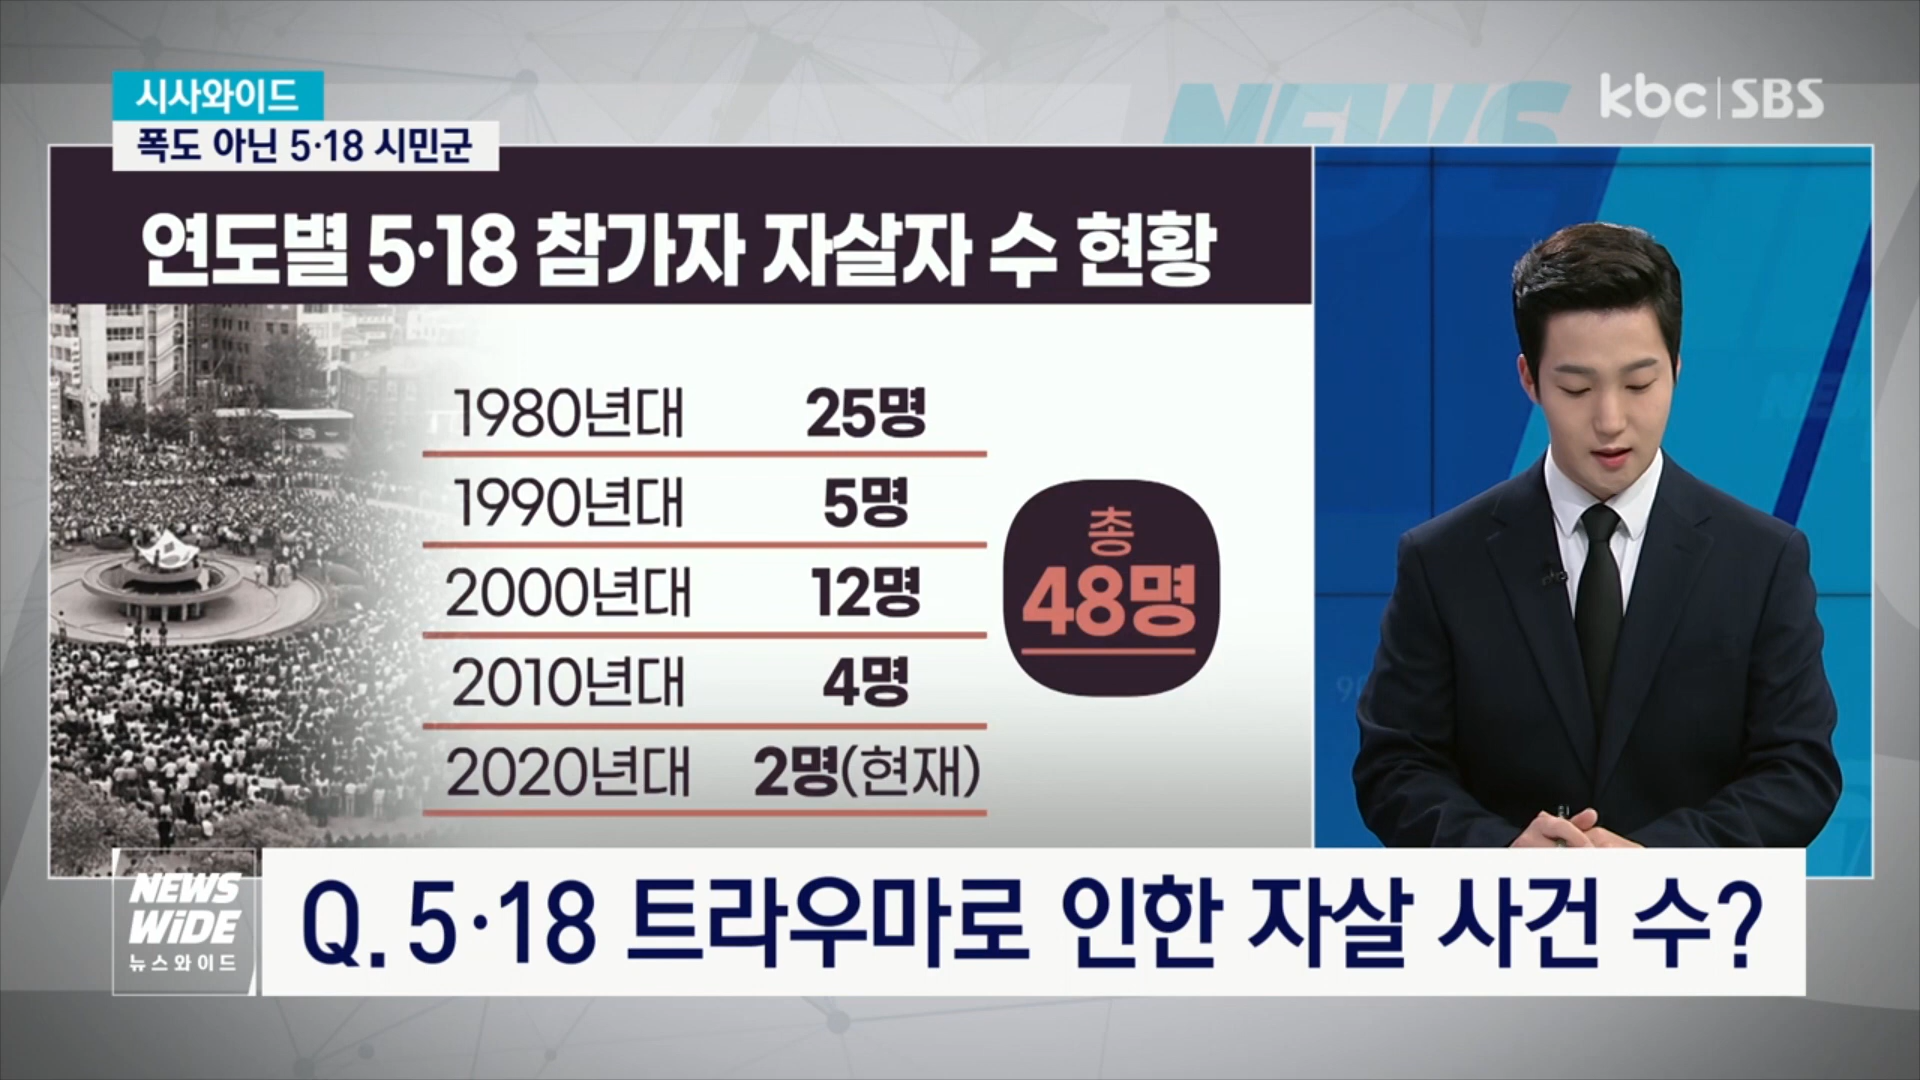 시사와이드
NEWS
kbc SBS
폭도 아닌 5·18 시민군
연도별 5·18 참가자 자살자 수 현황
1980년대 25명
1990년대 5명
2000년대 12명
2010년대 4명
2020년대 2명(현재)
총
48명
NEWS
WiDE
뉴스와이드
Q. 5·18 트라우마로 인한 자살 사건 수?